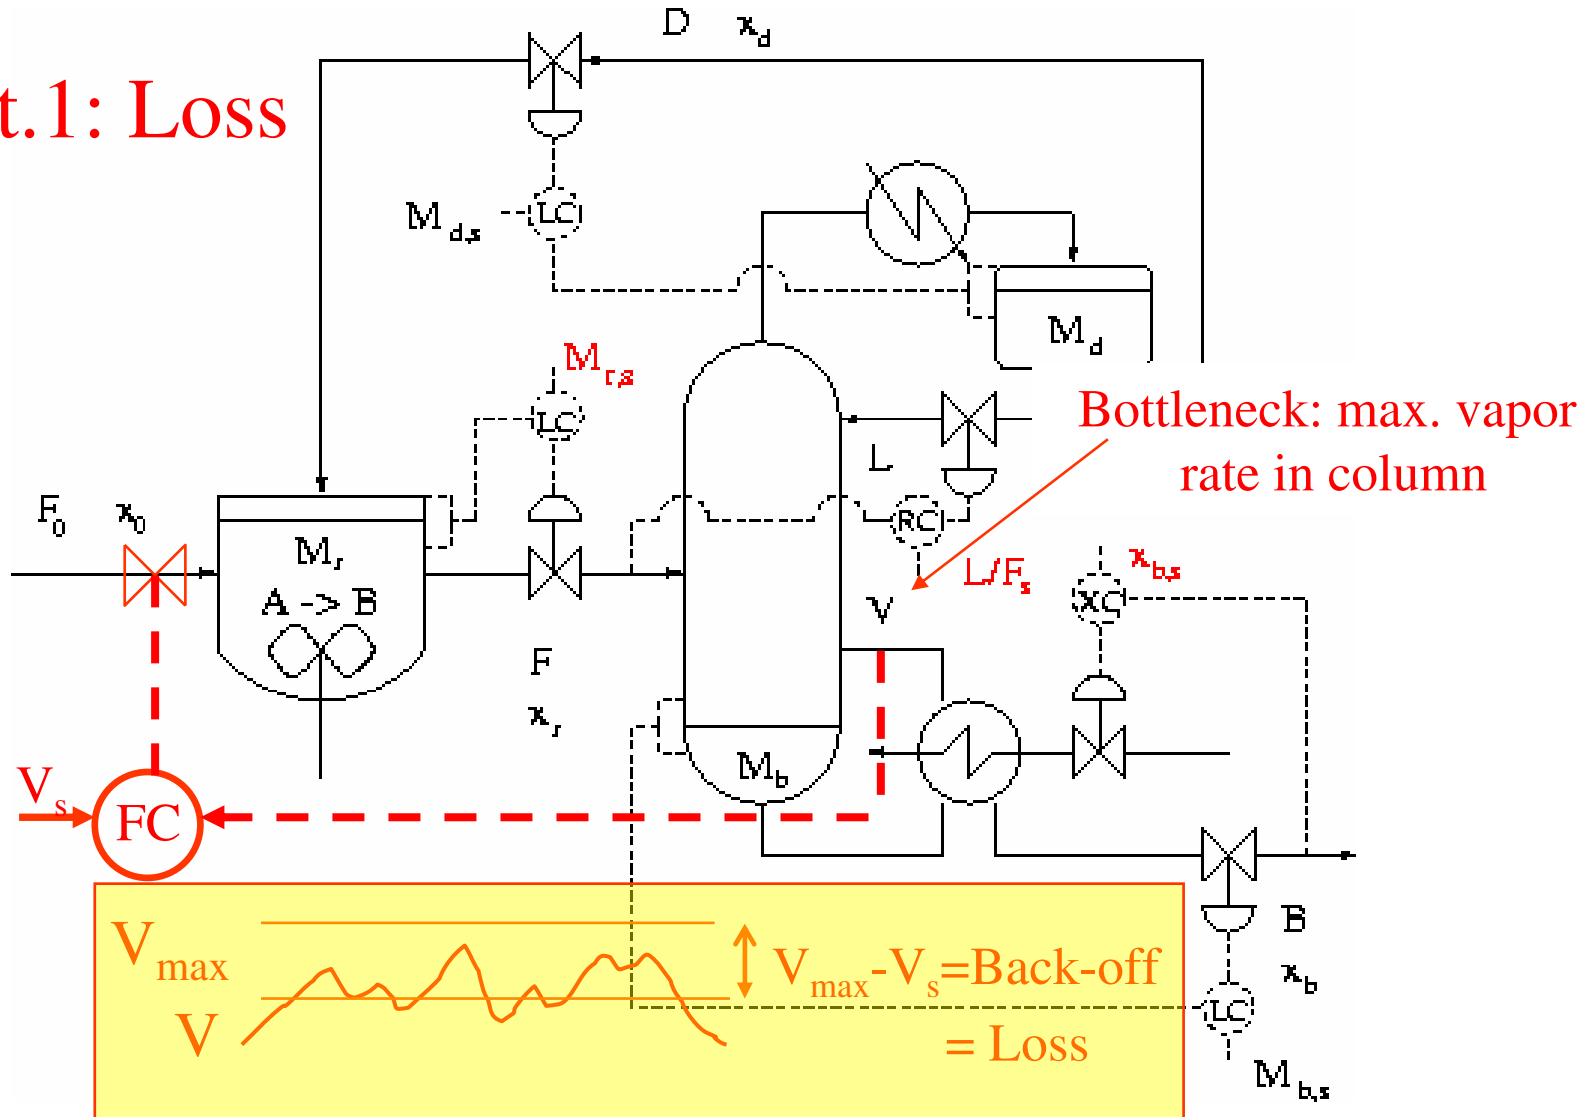 D x_d
t.1: Loss
M_d,s
LC
M_d
M_r,s
LC
Bottleneck: max. vapor
rate in column
L
RC
F_0 x_0
M_r
A -> B
L/F_s
x_b,s
XC
V
F
x_r
M_b
V_s
FC
V_max
V_max-V_s=Back-off
V
= Loss
B
x_b
LC
M_b,s